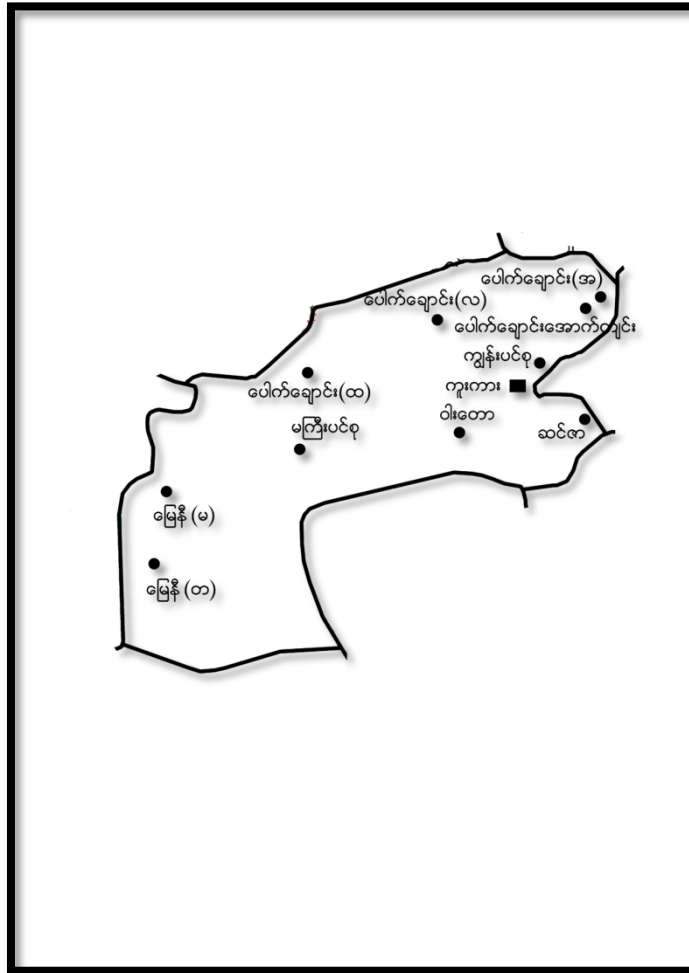 ပေါက်ချောင်း(အ)
ပေါက်ချောင်း(လ)
ပေါက်ချောင်းအောက်တျင်း
ကျွန်းပင်စု
ကူးကား
ပေါက်ချောင်း(ထ)
ဝါးတော
မကြီးပင်စု
ဆင်ဇာ
မြေနီ(မ)
မြေနီ(တ)